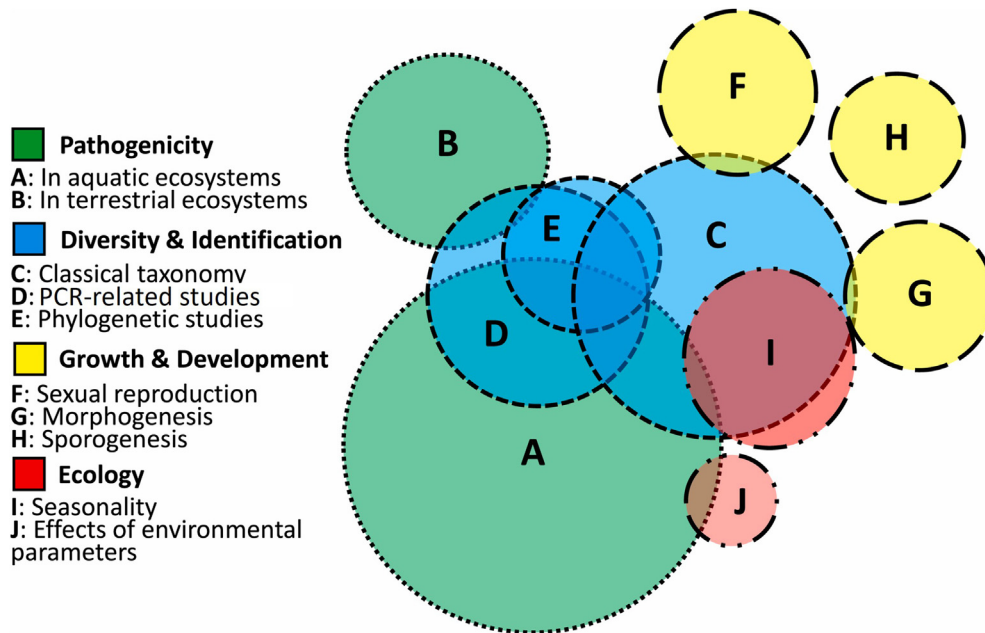 Pathogenicity
A: In aquatic ecosystems
B: In terrestrial ecosystems
Diversity & Identification
C: Classical taxonomv
D: PCR-related studies
E: Phylogenetic studies
Growth & Development
F: Sexual reproduction
G: Morphogenesis
H: Sporogenesis
Ecology
I: Seasonality
J: Effects of environmental
parameters
F
H
B
E
C
G
D
I
A
J